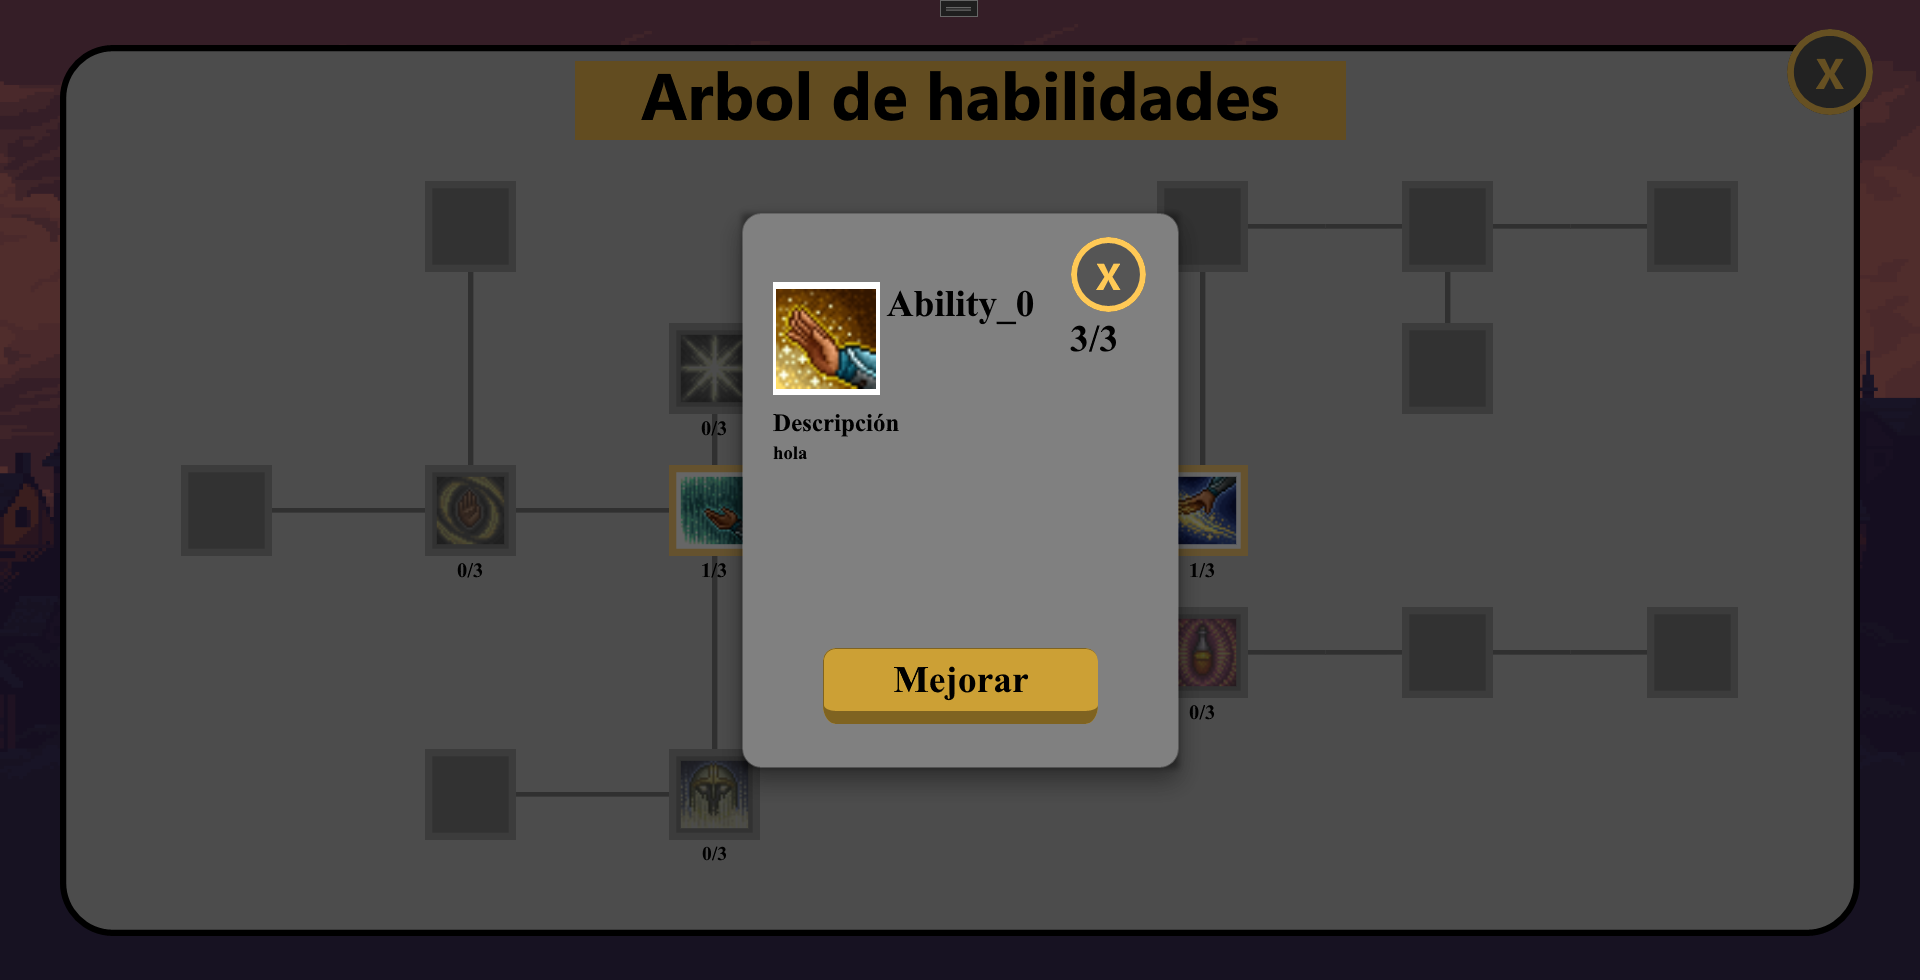 Arbol de habilidades
X
X
Ability_0
3/3
Descripción
hola
0/3
0/3
1/3
1/3
Mejorar
0/3
0/3